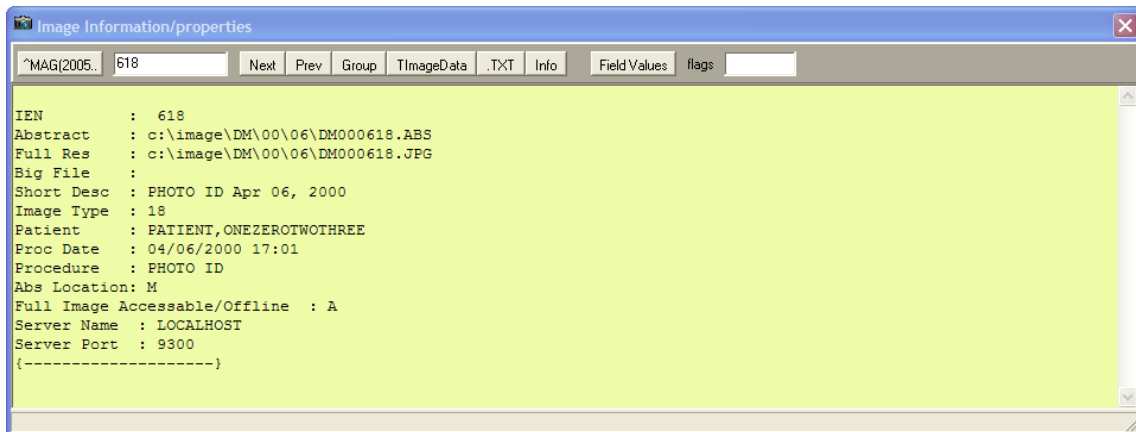 Image Information/properties
^MAG(2005.. 618 Next Prev Group TImageData .TXT Info Field Values flags
IEN : 618
Abstract : c:\image\DM\00\06\DM000618.ABS
Full Res : c:\image\DM\00\06\DM000618.JPG
Big File :
Short Desc : PHOTO ID Apr 06, 2000
Image Type : 18
Patient : PATIENT,ONEZEROTWOTHREE
Proc Date : 04/06/2000 17:01
Procedure : PHOTO ID
Abs Location: M
Full Image Accessable/Offline : A
Server Name : LOCALHOST
Server Port : 9300
{---------------------}